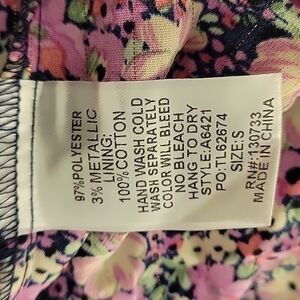 97%POLYESTER
3% METALLIC
LINING:
100%COTTON
HAND WASH COLD
WASH SEPARATELY
COLOR WILL BLEED
NO BLEACH
HANG TO DRY
STYLE:A6421
PO:TL62674
SIZE:S
RN#:130733
MADE IN CHINA